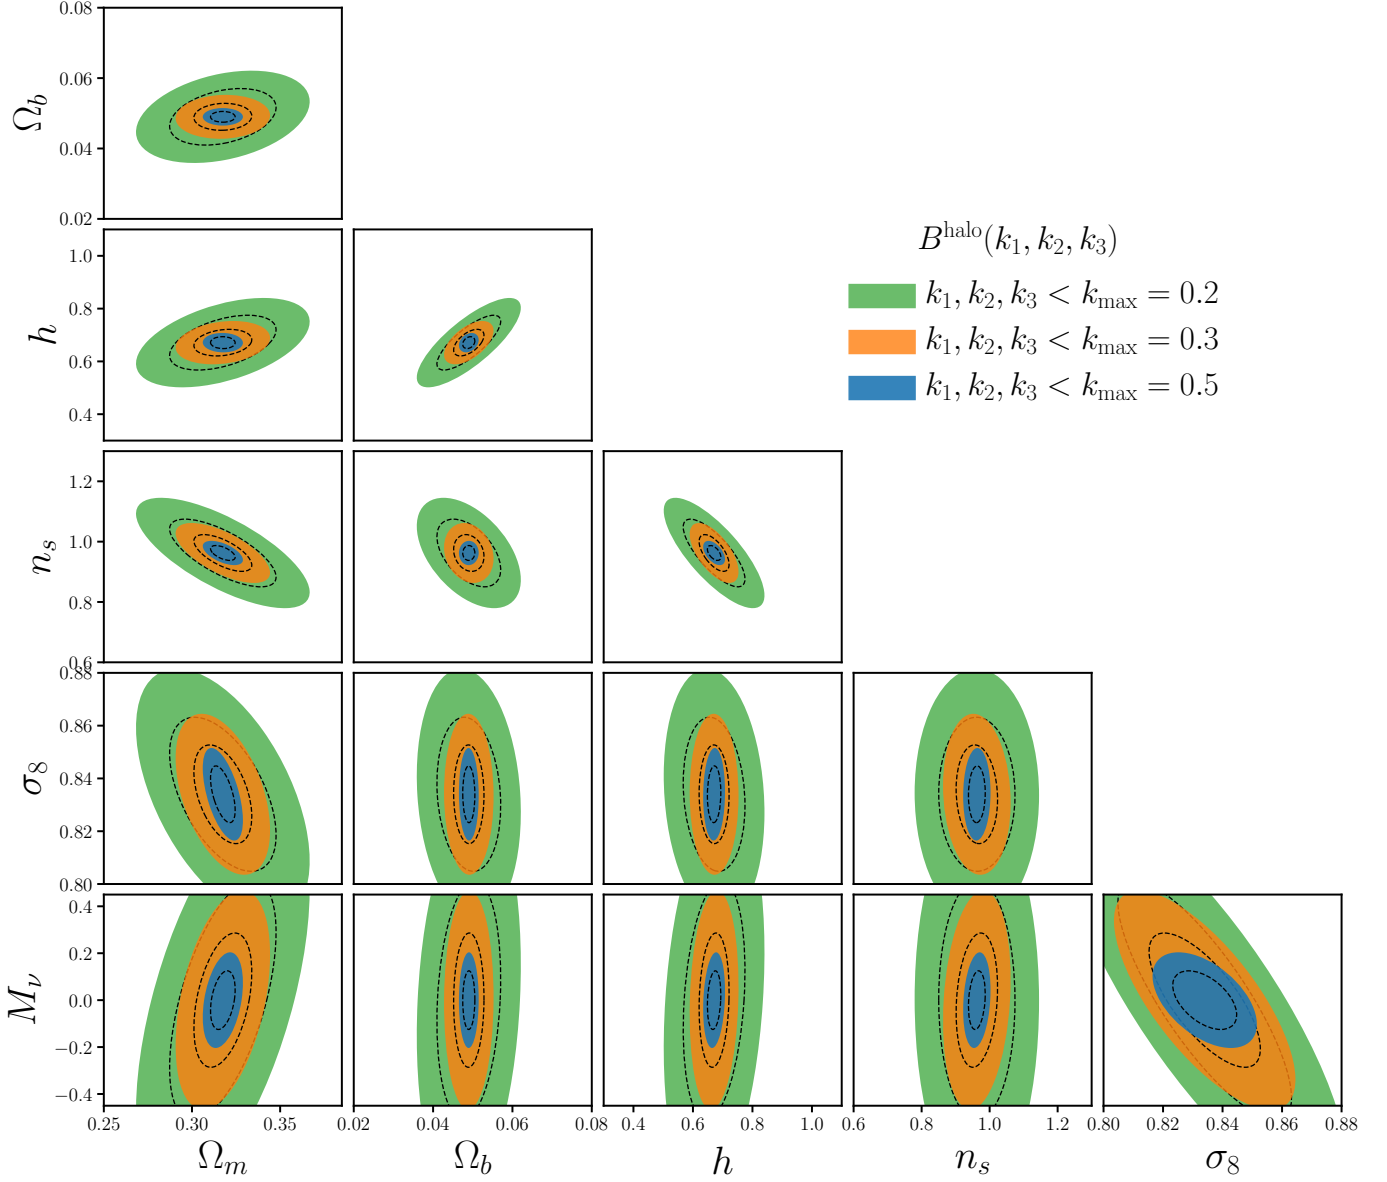 0.08
0.06
0.04
0.02
Ω_b
1.0
0.8
0.6
0.4
h
B^halo(k_1, k_2, k_3)
k_1, k_2, k_3 < k_max = 0.2
k_1, k_2, k_3 < k_max = 0.3
k_1, k_2, k_3 < k_max = 0.5
1.2
1.0
0.8
0.6
n_s
0.88
0.86
0.84
0.82
0.80
σ_8
0.4
0.2
0.0
−0.2
−0.4
M_ν
0.25 0.30 0.35
0.02 0.04 0.06 0.08
0.4 0.6 0.8 1.0
0.6 0.8 1.0 1.2
0.80 0.82 0.84 0.86 0.88
Ω_m Ω_b h n_s σ_8